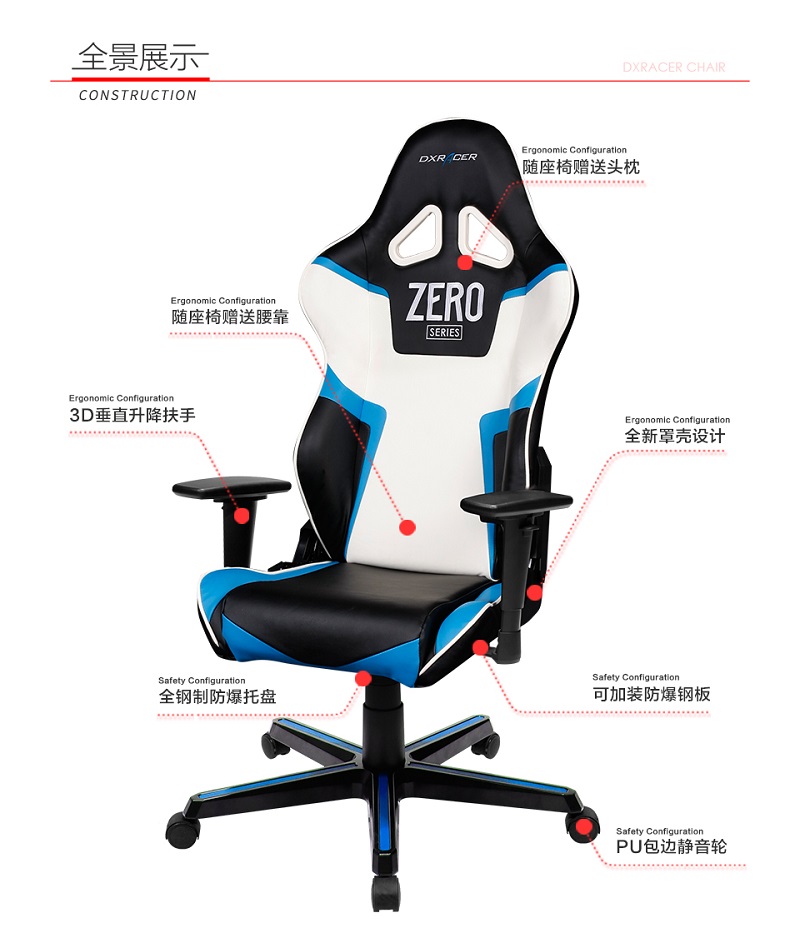 全景展示
CONSTRUCTION
DXRACER CHAIR
DXRACER
Ergonomic Configuration
随座椅赠送头枕
ZERO
SERIES
Ergonomic Configuration
随座椅赠送腰靠
Ergonomic Configuration
3D垂直升降扶手
Ergonomic Configuration
全新罩壳设计
Safety Configuration
全钢制防爆托盘
Safety Configuration
可加装防爆钢板
Safety Configuration
PU包边静音轮